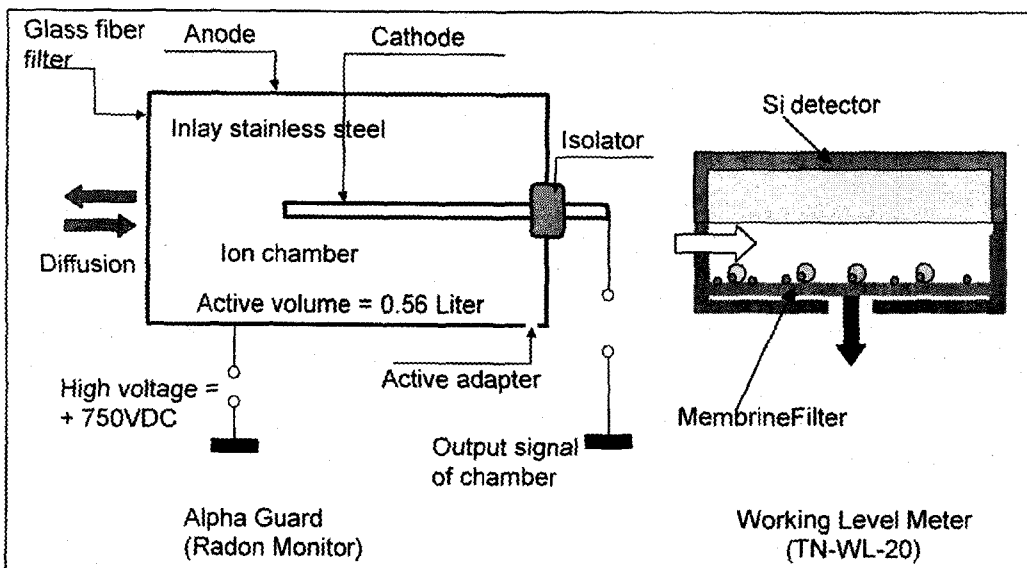 Glass fiber
filter
Anode
Cathode
Inlay stainless steel
Isolator
Diffusion
Ion chamber
Active volume = 0.56 Liter
High voltage =
+ 750VDC
Active adapter
Output signal
of chamber
Alpha Guard
(Radon Monitor)
Si detector
MembrineFilter
Working Level Meter
(TN-WL-20)